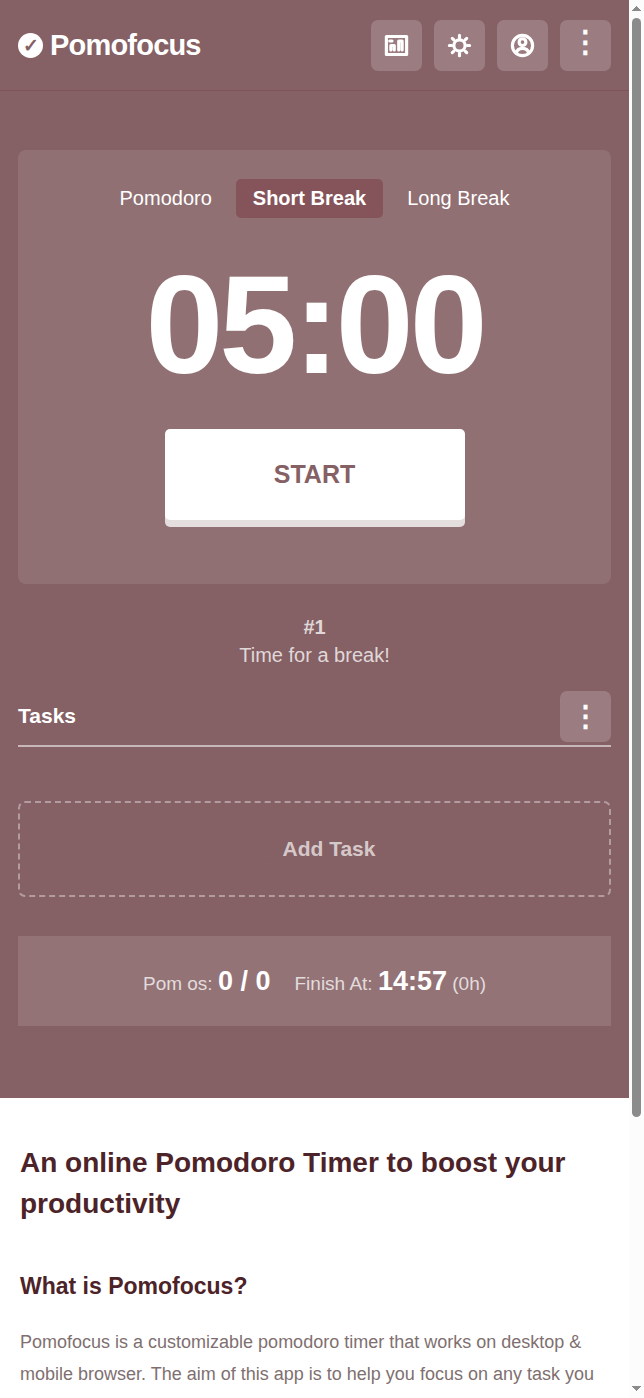 Pomofocus
Pomodoro Short Break Long Break
05:00
START
#1
Time for a break!
Tasks
Add Task
Pom os: 0 / 0 Finish At: 14:57 (0h)
An online Pomodoro Timer to boost your
productivity
What is Pomofocus?
Pomofocus is a customizable pomodoro timer that works on desktop &
mobile browser. The aim of this app is to help you focus on any task you